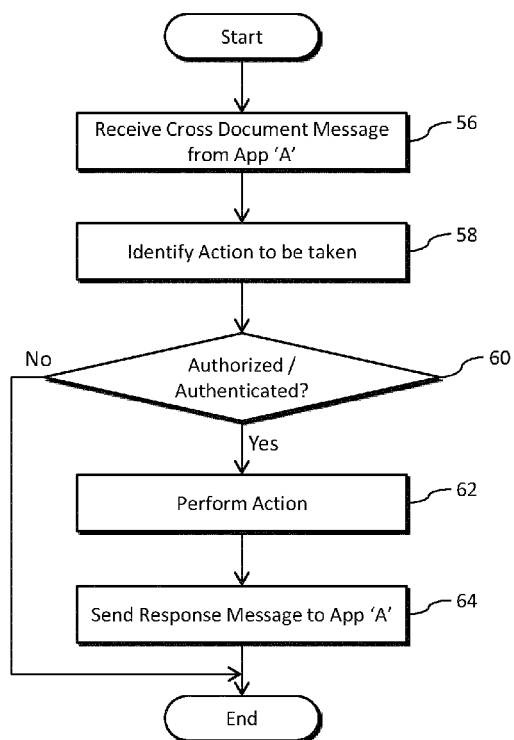 Start
Receive Cross Document Message
from App ‘A’
56
Identify Action to be taken
58
No
Authorized /
Authenticated?
60
Yes
Perform Action
62
Send Response Message to App ‘A’
64
End